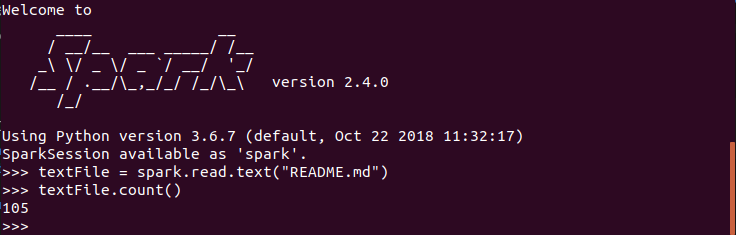 Welcome to
      ____              __
     / __/__  ___ _____/ /__
    _\ \/ _ \/ _ `/ __/  '_/
   /__ / .__/\_,_/_/ /_/\_\   version 2.4.0
      /_/
Using Python version 3.6.7 (default, Oct 22 2018 11:32:17)
SparkSession available as 'spark'.
>>> textFile = spark.read.text("README.md")
>>> textFile.count()
105
>>>